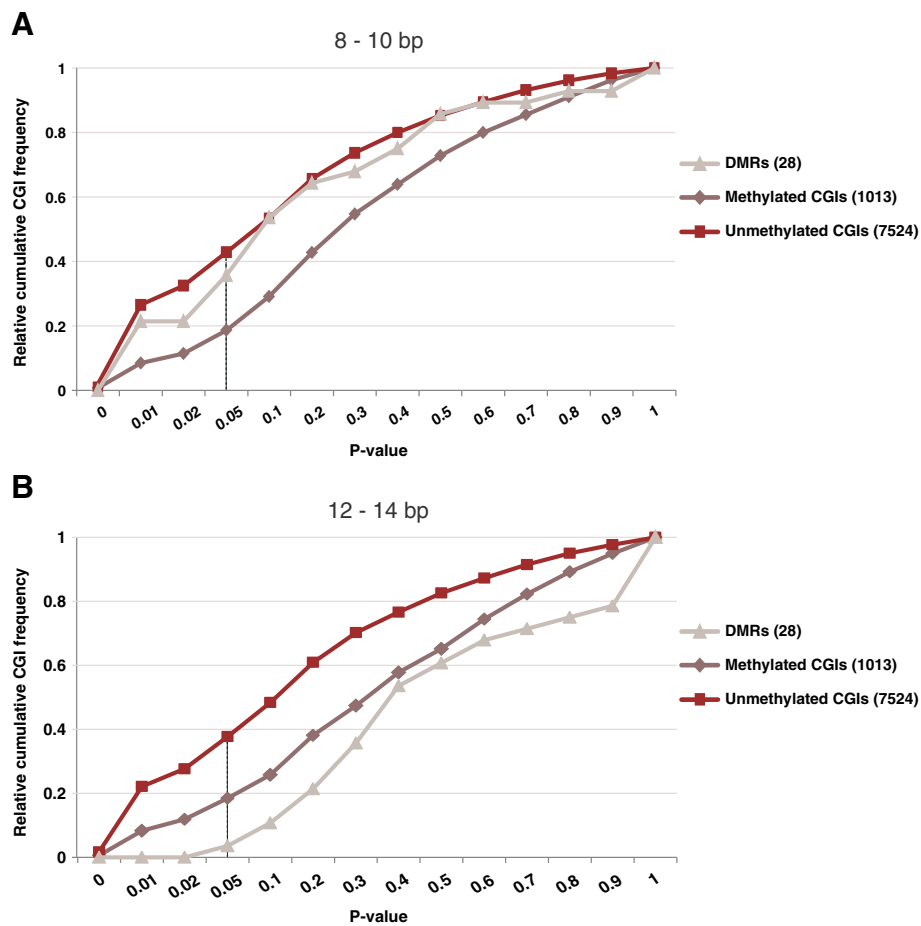 A
8 - 10 bp
Relative cumulative CGI frequency
1
0.8
0.6
0.4
0.2
0
0 0.01 0.02 0.05 0.1 0.2 0.3 0.4 0.5 0.6 0.7 0.8 0.9 1
P-value
DMRs (28)
Methylated CGIs (1013)
Unmethylated CGIs (7524)
B
12 - 14 bp
Relative cumulative CGI frequency
1
0.8
0.6
0.4
0.2
0
0 0.01 0.02 0.05 0.1 0.2 0.3 0.4 0.5 0.6 0.7 0.8 0.9 1
P-value
DMRs (28)
Methylated CGIs (1013)
Unmethylated CGIs (7524)